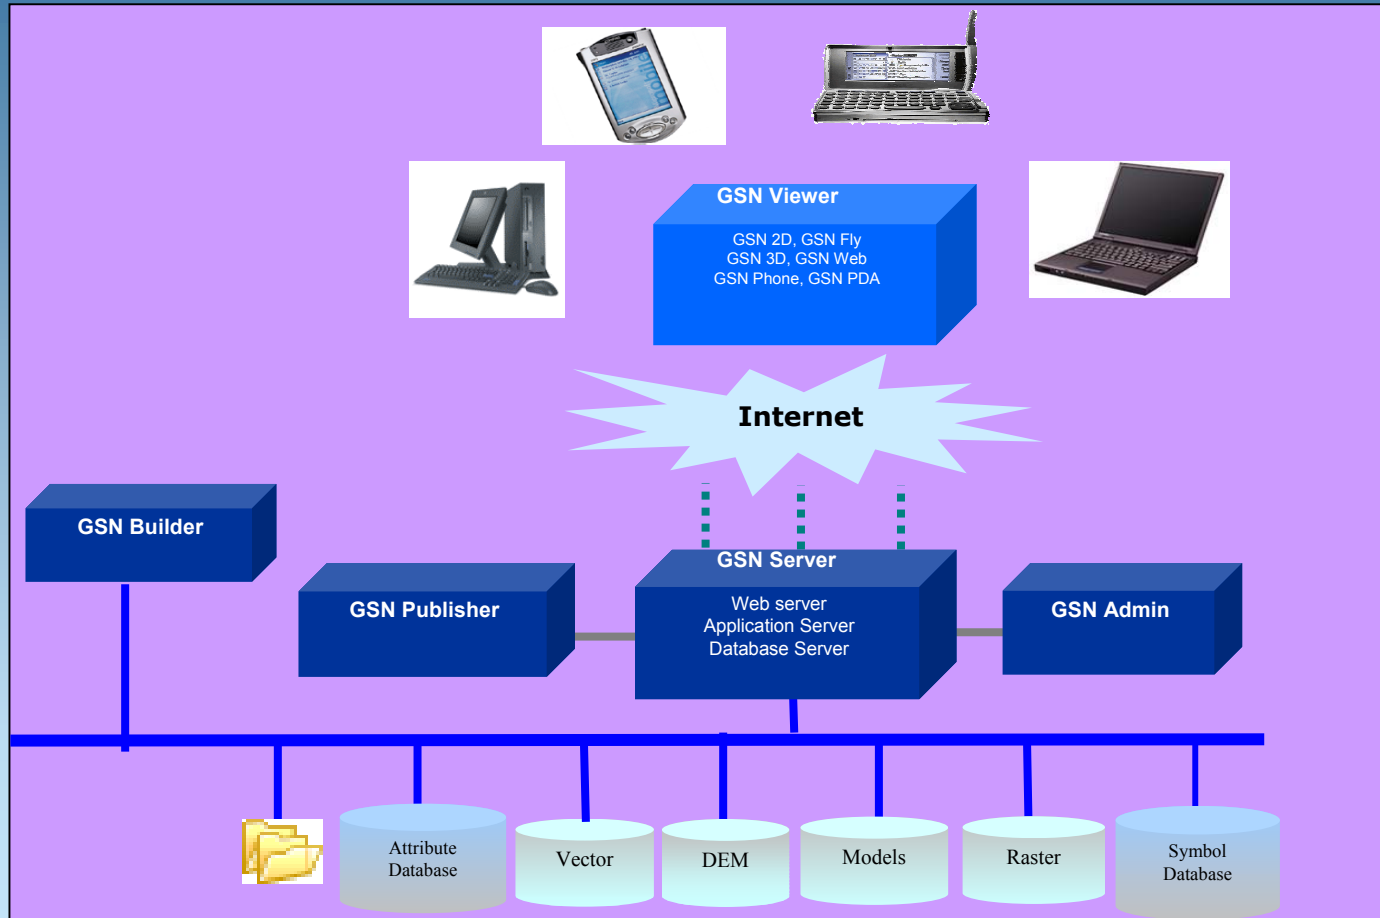 GSN Viewer
GSN 2D, GSN Fly
GSN 3D, GSN Web
GSN Phone, GSN PDA
Internet
GSN Builder
GSN Publisher
GSN Server
Web server
Application Server
Database Server
GSN Admin
Attribute
Database
Vector
DEM
Models
Raster
Symbol
Database